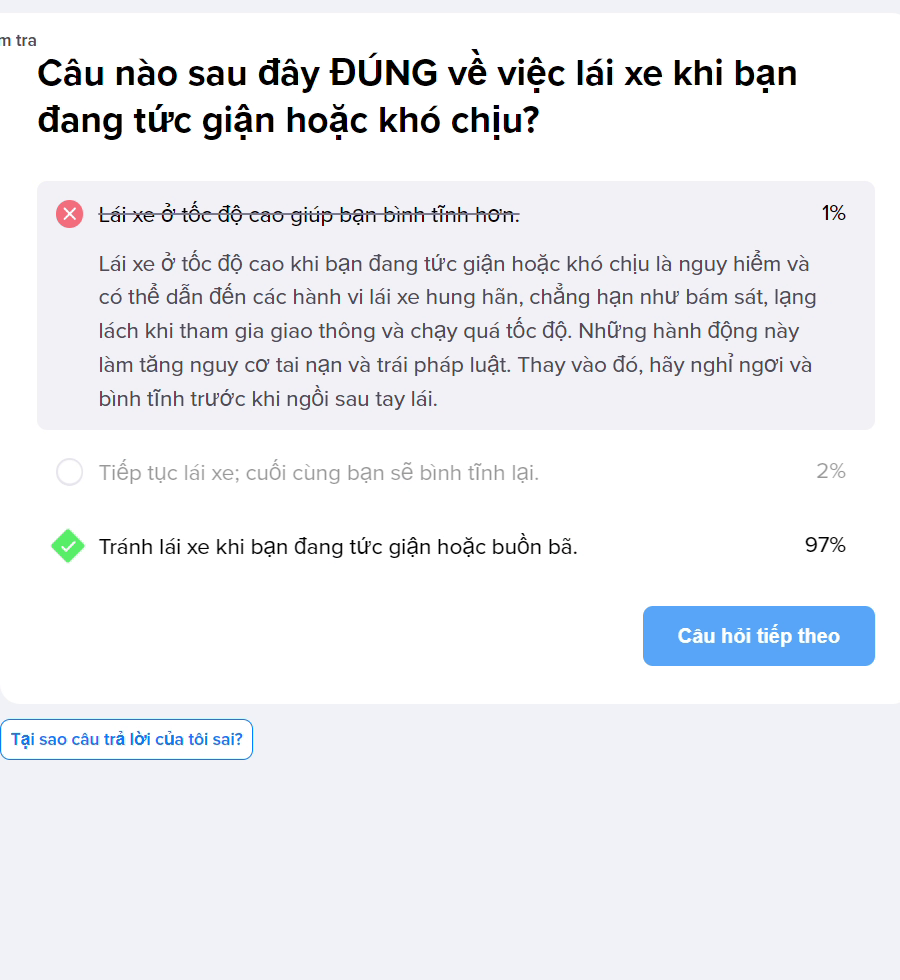 m tra
Câu nào sau đây ĐÚNG về việc lái xe khi bạn
đang tức giận hoặc khó chịu?
Lái xe ở tốc độ cao giúp bạn bình tĩnh hơn.
1%
Lái xe ở tốc độ cao khi bạn đang tức giận hoặc khó chịu là nguy hiểm và
có thể dẫn đến các hành vi lái xe hung hãn, chẳng hạn như bám sát, lạng
lách khi tham gia giao thông và chạy quá tốc độ. Những hành động này
làm tăng nguy cơ tai nạn và trái pháp luật. Thay vào đó, hãy nghỉ ngơi và
bình tĩnh trước khi ngồi sau tay lái.
Tiếp tục lái xe; cuối cùng bạn sẽ bình tĩnh lại.
2%
Tránh lái xe khi bạn đang tức giận hoặc buồn bã.
97%
Câu hỏi tiếp theo
Tại sao câu trả lời của tôi sai?